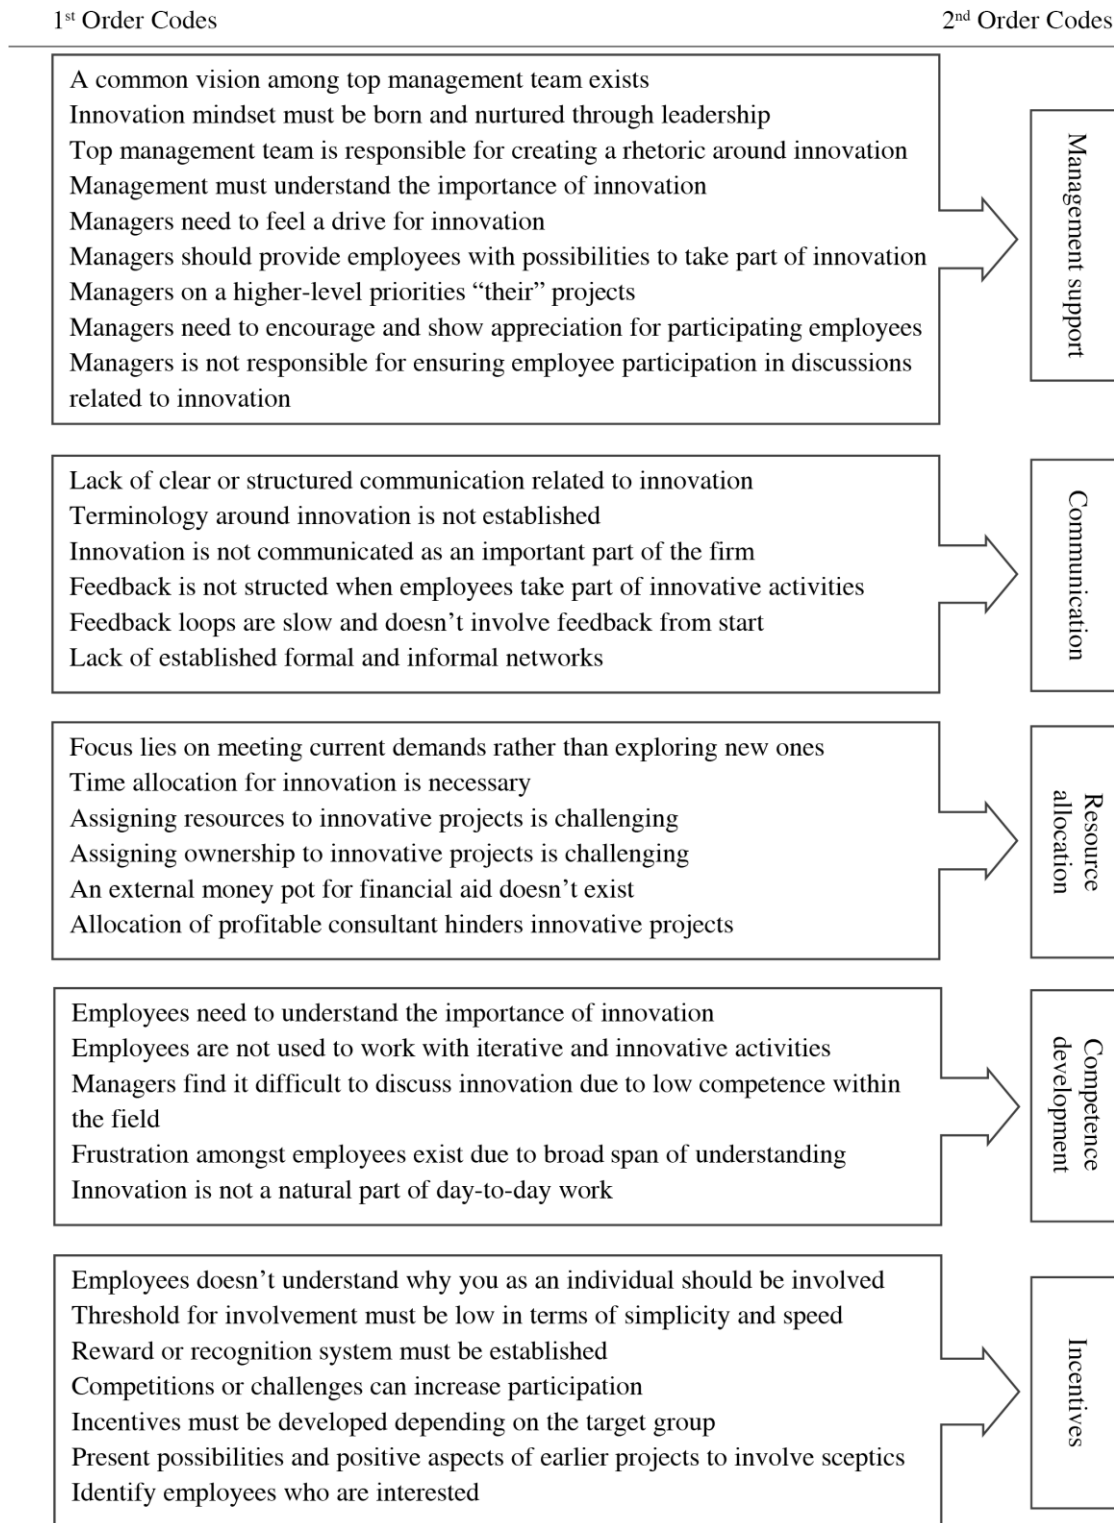 1st Order Codes
2nd Order Codes
A common vision among top management team exists
Innovation mindset must be born and nurtured through leadership
Top management team is responsible for creating a rhetoric around innovation
Management must understand the importance of innovation
Managers need to feel a drive for innovation
Managers should provide employees with possibilities to take part of innovation
Managers on a higher-level priorities “their” projects
Managers need to encourage and show appreciation for participating employees
Managers is not responsible for ensuring employee participation in discussions
related to innovation
Management support
Lack of clear or structured communication related to innovation
Terminology around innovation is not established
Innovation is not communicated as an important part of the firm
Feedback is not structed when employees take part of innovative activities
Feedback loops are slow and doesn’t involve feedback from start
Lack of established formal and informal networks
Communication
Focus lies on meeting current demands rather than exploring new ones
Time allocation for innovation is necessary
Assigning resources to innovative projects is challenging
Assigning ownership to innovative projects is challenging
An external money pot for financial aid doesn’t exist
Allocation of profitable consultant hinders innovative projects
Resource
allocation
Employees need to understand the importance of innovation
Employees are not used to work with iterative and innovative activities
Managers find it difficult to discuss innovation due to low competence within
the field
Frustration amongst employees exist due to broad span of understanding
Innovation is not a natural part of day-to-day work
Competence
development
Employees doesn’t understand why you as an individual should be involved
Threshold for involvement must be low in terms of simplicity and speed
Reward or recognition system must be established
Competitions or challenges can increase participation
Incentives must be developed depending on the target group
Present possibilities and positive aspects of earlier projects to involve sceptics
Identify employees who are interested
Incentives